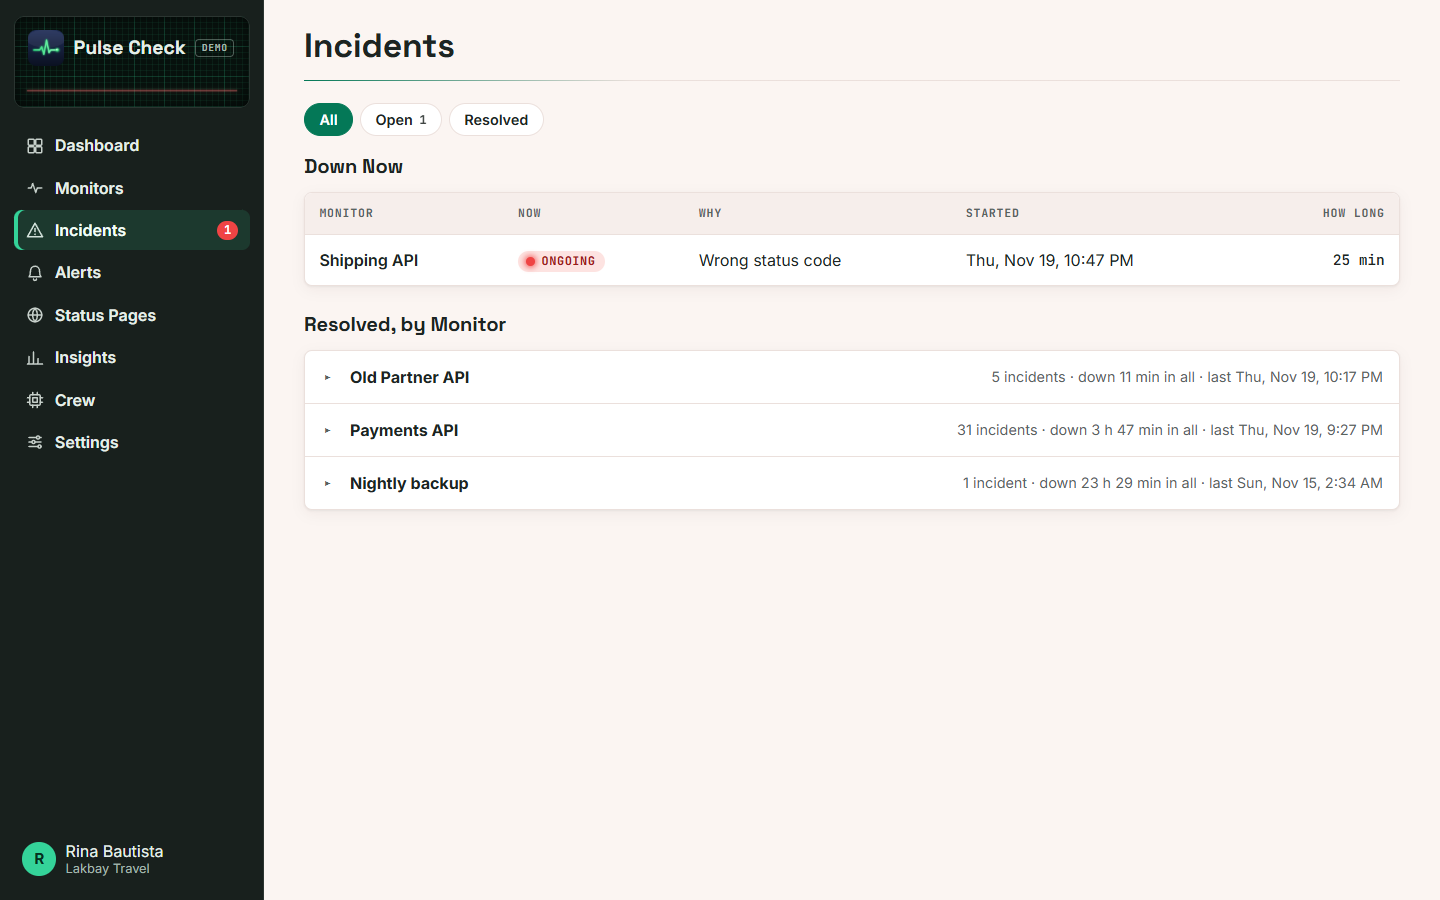 Pulse Check DEMO
Dashboard
Monitors
Incidents 1
Alerts
Status Pages
Insights
Crew
Settings
R
Rina Bautista
Lakbay Travel
Incidents
All Open 1 Resolved
Down Now
MONITOR NOW WHY STARTED HOW LONG
Shipping API ONGOING Wrong status code Thu, Nov 19, 10:47 PM 25 min
Resolved, by Monitor
Old Partner API 5 incidents · down 11 min in all · last Thu, Nov 19, 10:17 PM
Payments API 31 incidents · down 3 h 47 min in all · last Thu, Nov 19, 9:27 PM
Nightly backup 1 incident · down 23 h 29 min in all · last Sun, Nov 15, 2:34 AM